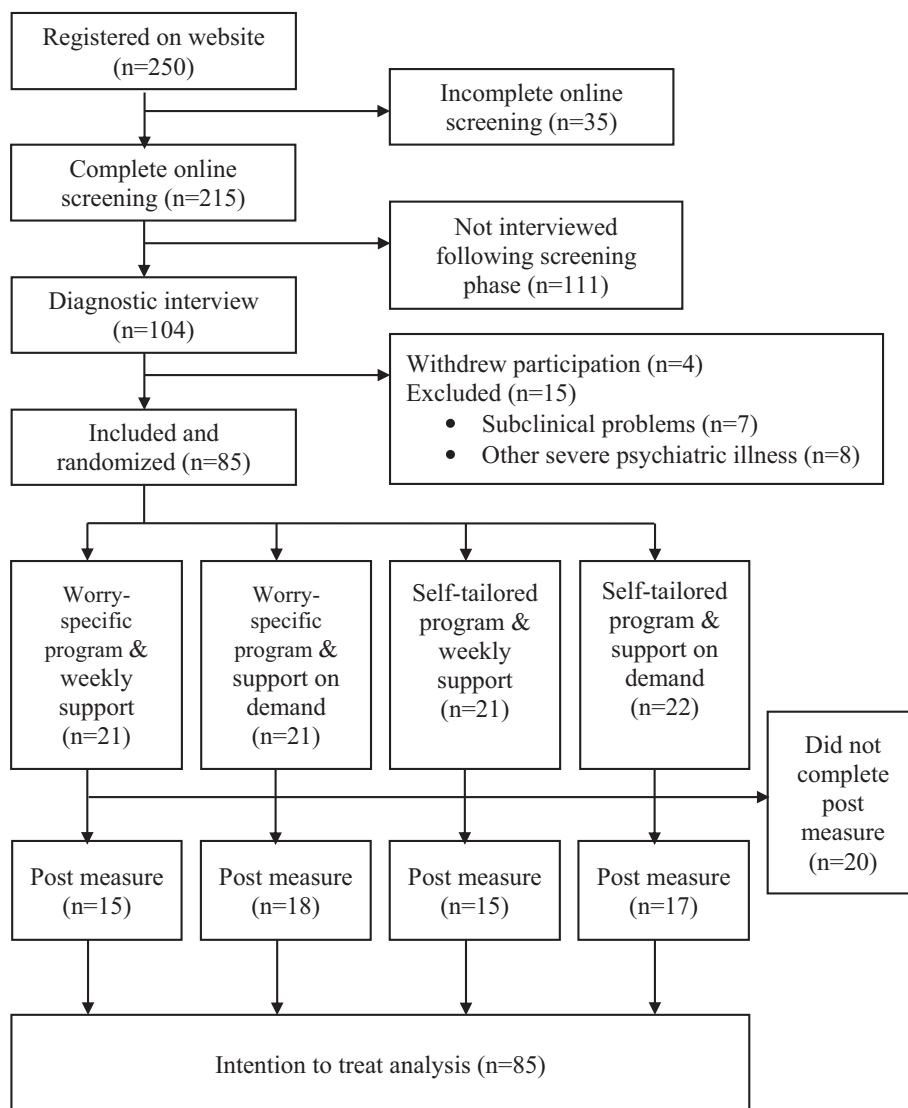 Registered on website
(n=250)
Incomplete online
screening (n=35)
Complete online
screening (n=215)
Not interviewed
following screening
phase (n=111)
Diagnostic interview
(n=104)
Withdrew participation (n=4)
Excluded (n=15)
• Subclinical problems (n=7)
• Other severe psychiatric illness (n=8)
Included and
randomized (n=85)
Worry-
specific
program &
weekly
support
(n=21)
Worry-
specific
program &
support on
demand
(n=21)
Self-tailored
program &
weekly
support
(n=21)
Self-tailored
program &
support on
demand
(n=22)
Did not
complete
post
measure
(n=20)
Post measure
(n=15)
Post measure
(n=18)
Post measure
(n=15)
Post measure
(n=17)
Intention to treat analysis (n=85)